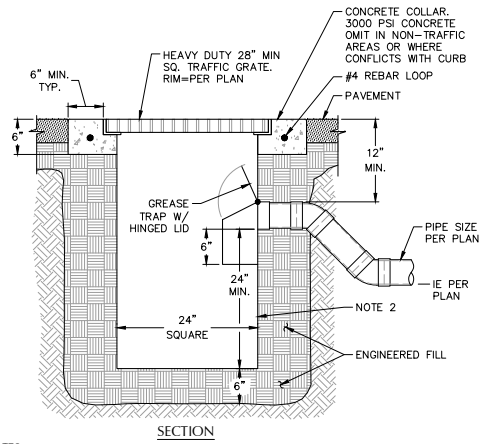 CONCRETE COLLAR.
3000 PSI CONCRETE
OMIT IN NON-TRAFFIC
AREAS OR WHERE
CONFLICTS WITH CURB
HEAVY DUTY 28" MIN
SQ. TRAFFIC GRATE.
RIM=PER PLAN
6" MIN.
TYP.
#4 REBAR LOOP
PAVEMENT
6"
12"
MIN.
GREASE
TRAP W/
HINGED LID
6"
PIPE SIZE
PER PLAN
24"
MIN.
IE PER
PLAN
NOTE 2
24"
SQUARE
ENGINEERED FILL
6"
SECTION